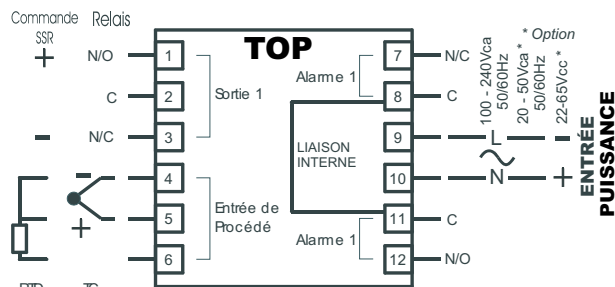 Commande Relais
SSR
+ N/O 1 TOP 7 N/C
Sortie 1 Alarme 1
C 2 8 C
- N/C 3 9 L -
LIAISON
INTERNE
- 4 10 N +
Entrée de
Procédé
+ 5 11 C
Alarme 1
6 12 N/O
* Option
100 - 240Vca
50/60Hz
20 - 50Vca *
50/60Hz
22-65Vcc *
ENTRÉE
PUISSANCE